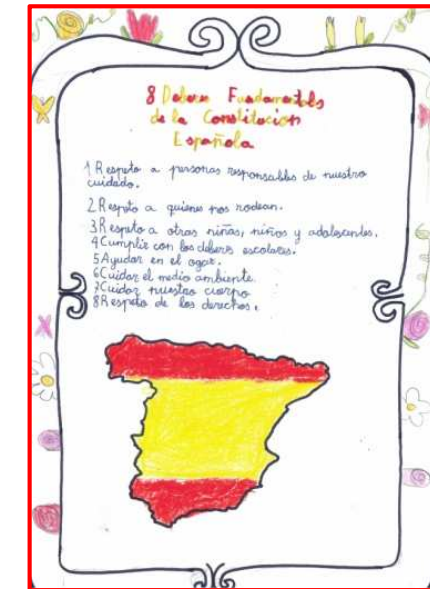 8 Deberes Fundamentales
de la Constitución
Española
1 Respeto a personas responsables de nuestro
cuidado.
2 Respeto a quienes nos rodean.
3 Respeto a otras niñas, niños y adolescentes.
4 Cumplir con los deberes escolares.
5 Ayudar en el ogar.
6 Cuidar el medio ambiente.
7 Cuidar nuestro cuerpo
8 Respeto de los derechos.